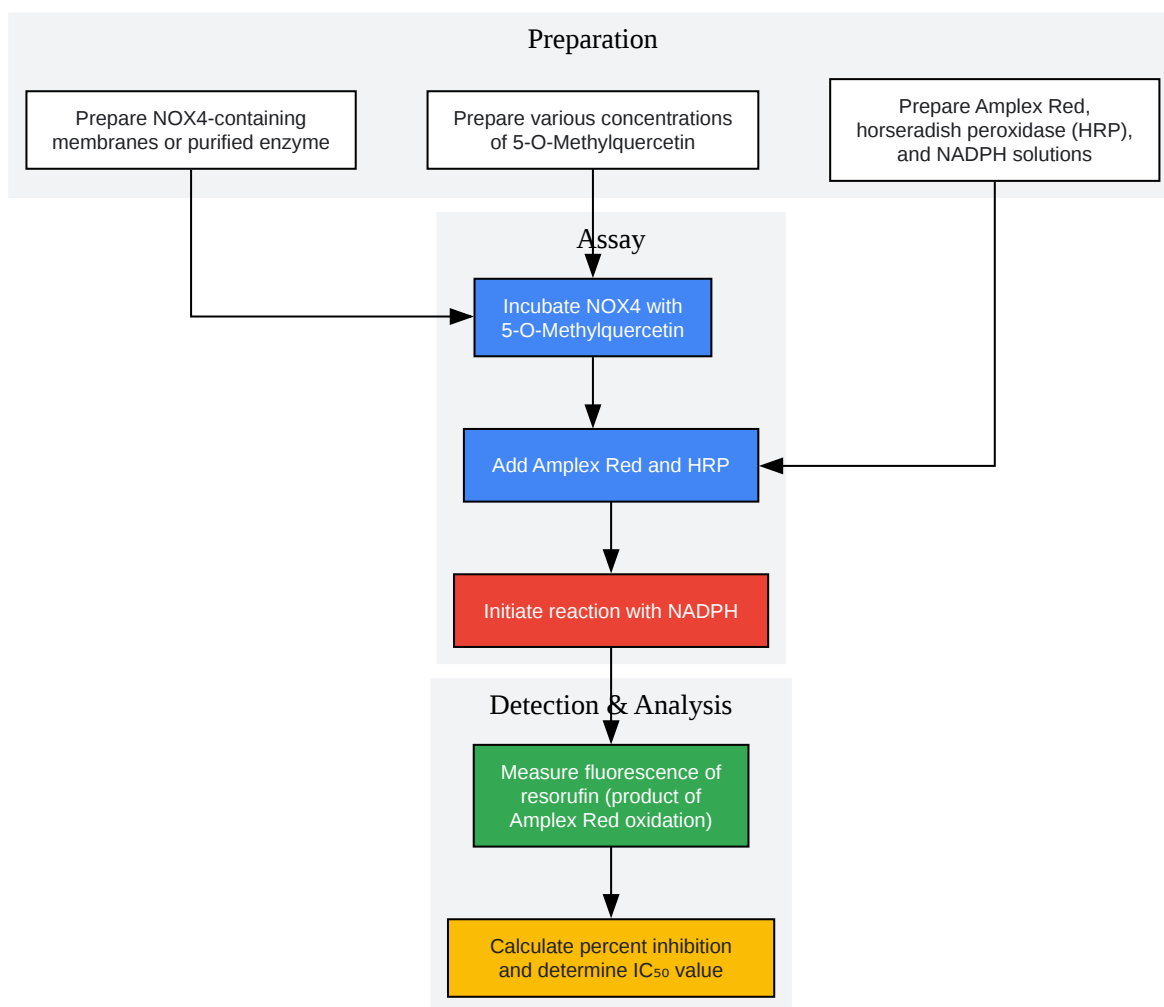 Preparation
Prepare NOX4-containing
membranes or purified enzyme
Prepare various concentrations
of 5-O-Methylquercetin
Prepare Amplex Red,
horseradish peroxidase (HRP),
and NADPH solutions
Assay
Incubate NOX4 with
5-O-Methylquercetin
Add Amplex Red and HRP
Initiate reaction with NADPH
Detection & Analysis
Measure fluorescence of
resorufin (product of
Amplex Red oxidation)
Calculate percent inhibition
and determine IC₅₀ value